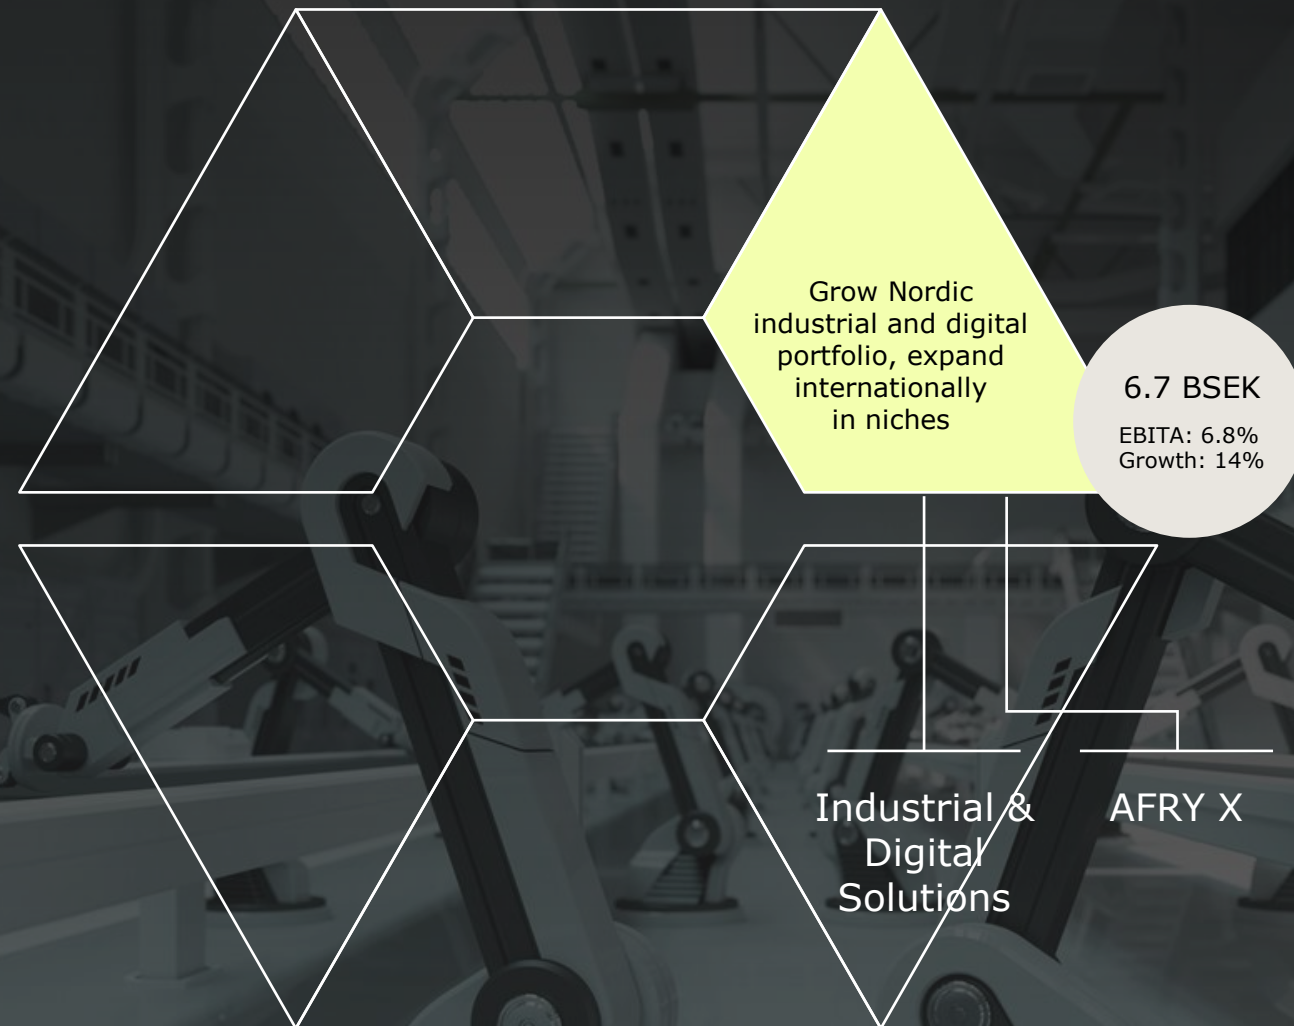 Grow Nordic
industrial and digital
portfolio, expand
internationally
in niches
6.7 BSEK
EBITA: 6.8%
Growth: 14%
Industrial &
Digital
Solutions
AFRY X